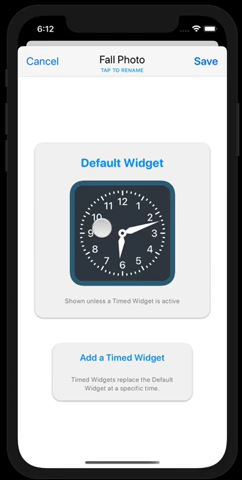 6:12
Cancel
Fall Photo
Save
TAP TO RENAME
Default Widget
12
11
1
10
2
9
3
8
4
7
5
6
Shown unless a Timed Widget is active
Add a Timed Widget
Timed Widgets replace the Default
Widget at a specific time.